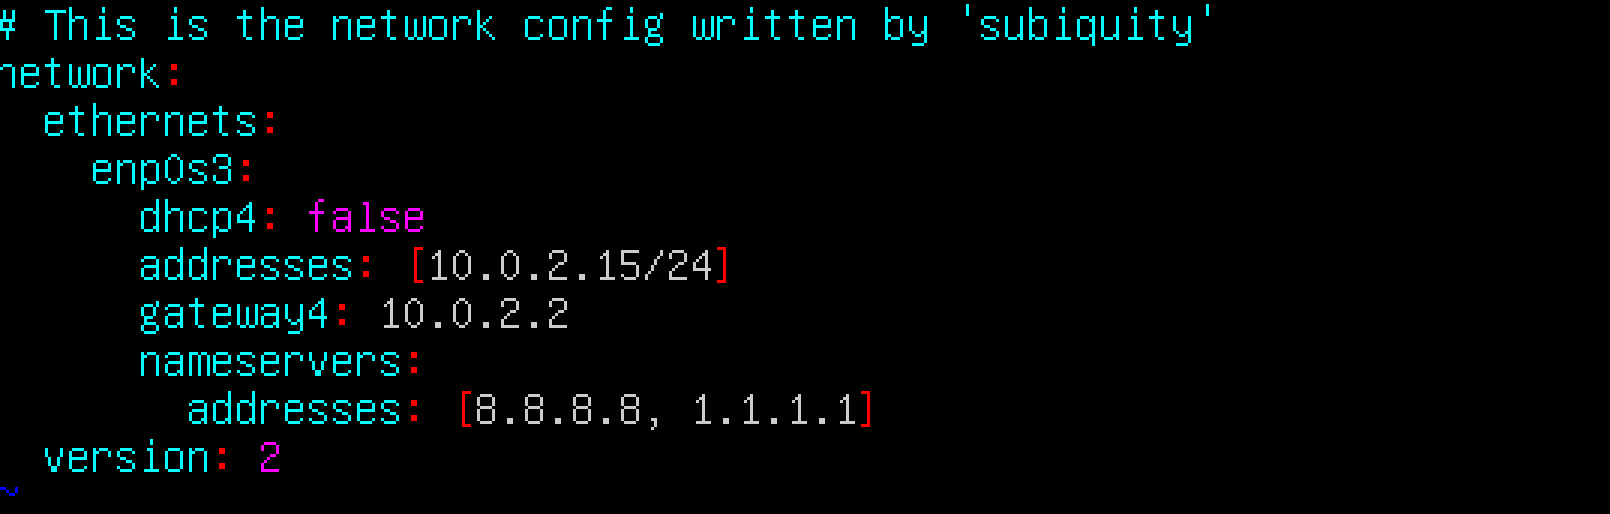 # This is the network config written by 'subiquity'
network:
  ethernets:
    enp0s3:
      dhcp4: false
      addresses: [10.0.2.15/24]
      gateway4: 10.0.2.2
      nameservers:
        addresses: [8.8.8.8, 1.1.1.1]
  version: 2
~